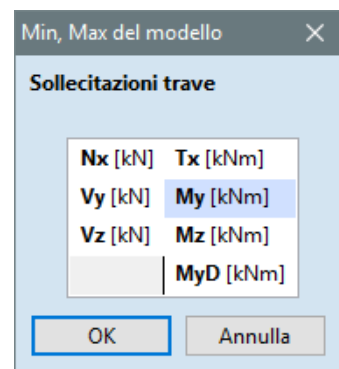 Min, Max del modello
Sollecitazioni trave
Nx [kN] Tx [kNm]
Vy [kN] My [kNm]
Vz [kN] Mz [kNm]
MyD [kNm]
OK Annulla